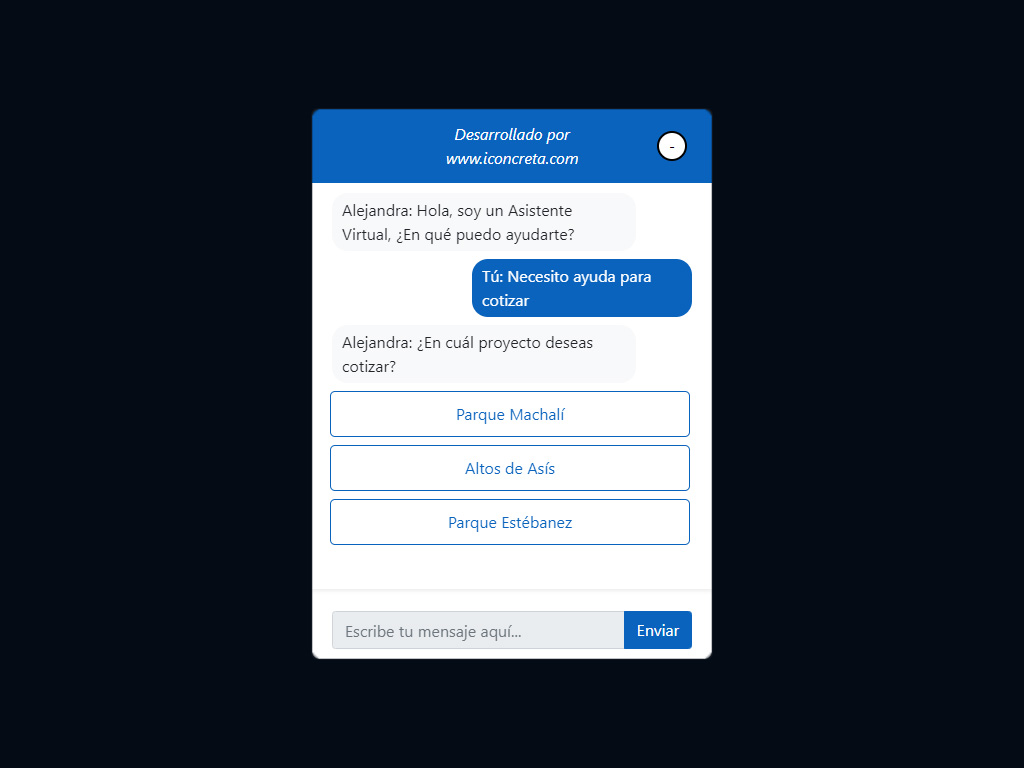 Desarrollado por
www.iconcreta.com
-
Alejandra: Hola, soy un Asistente
Virtual, ¿En qué puedo ayudarte?
Tú: Necesito ayuda para
cotizar
Alejandra: ¿En cuál proyecto deseas
cotizar?
Parque Machalí
Altos de Asís
Parque Estébanez
Escribe tu mensaje aquí...
Enviar